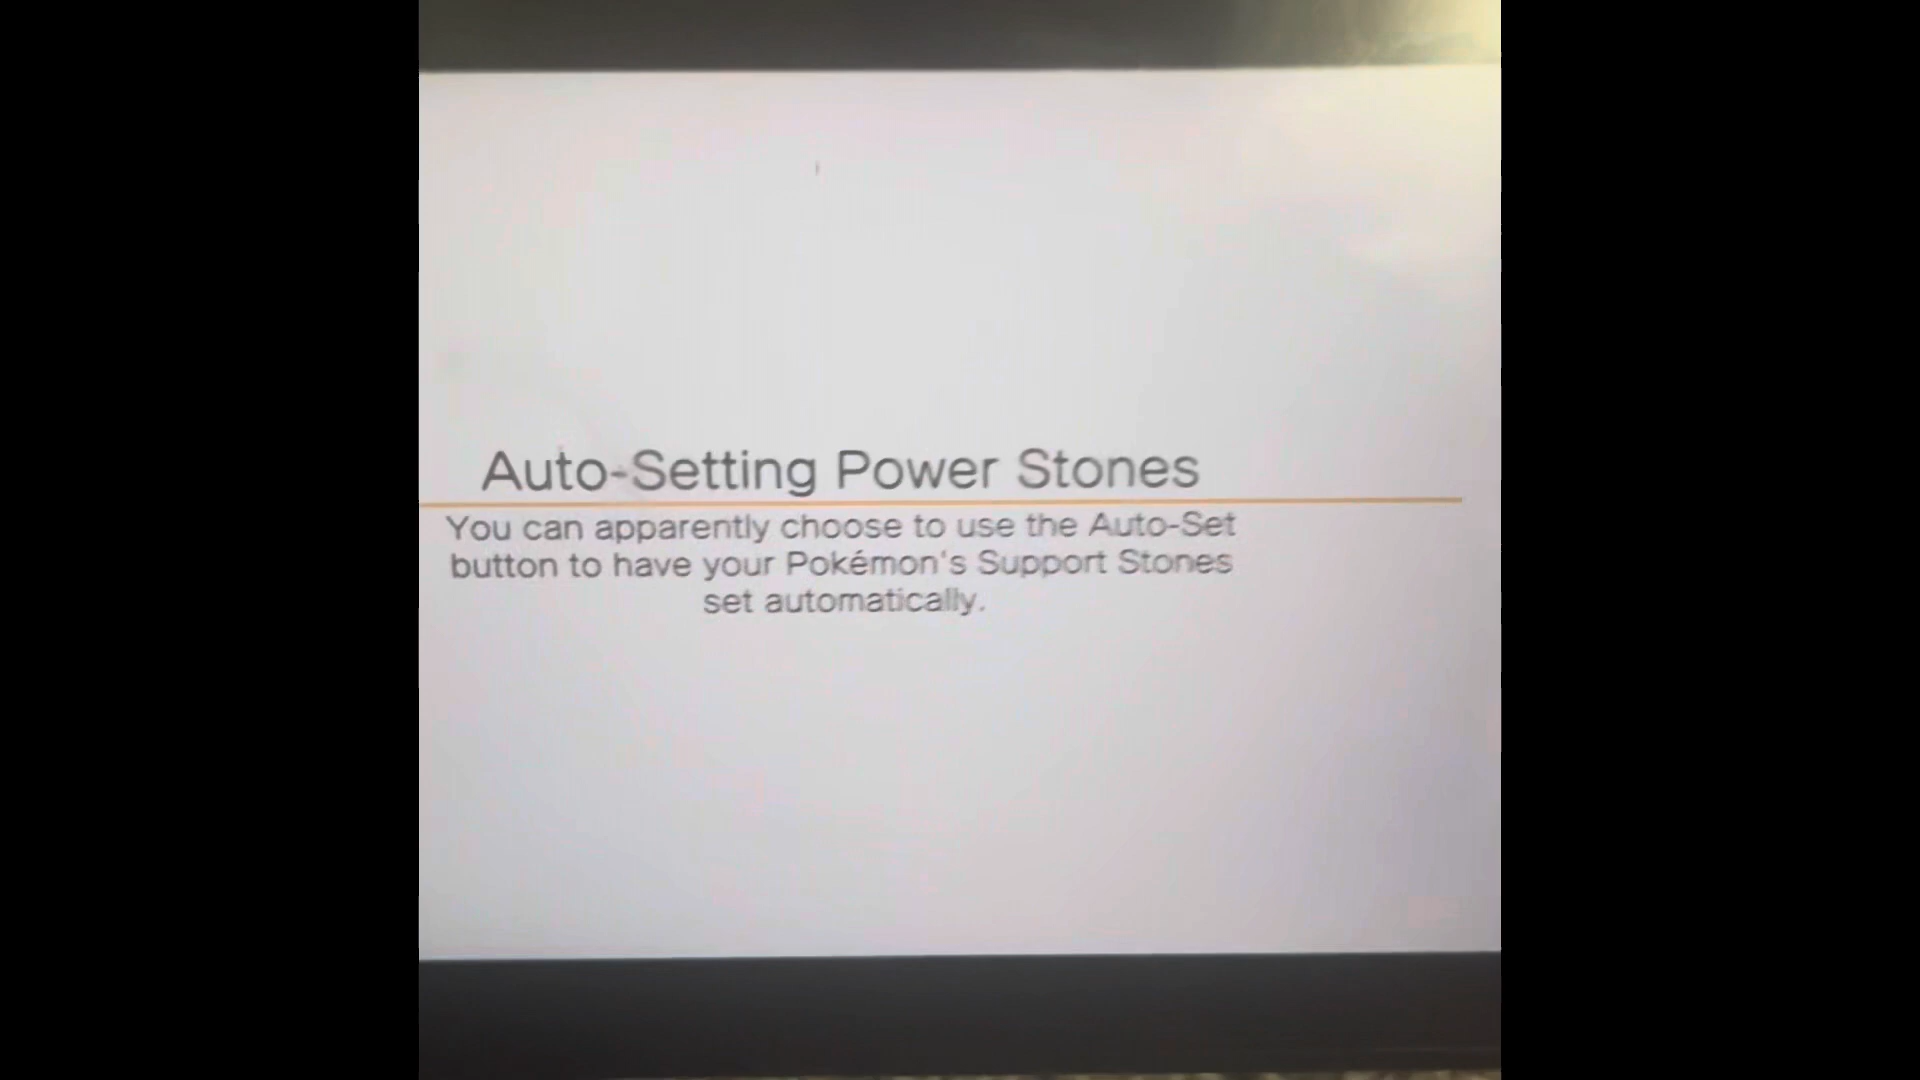 Auto-Setting Power Stones
You can apparently choose to use the Auto-Set
button to have your Pokémon's Support Stones
set automatically.